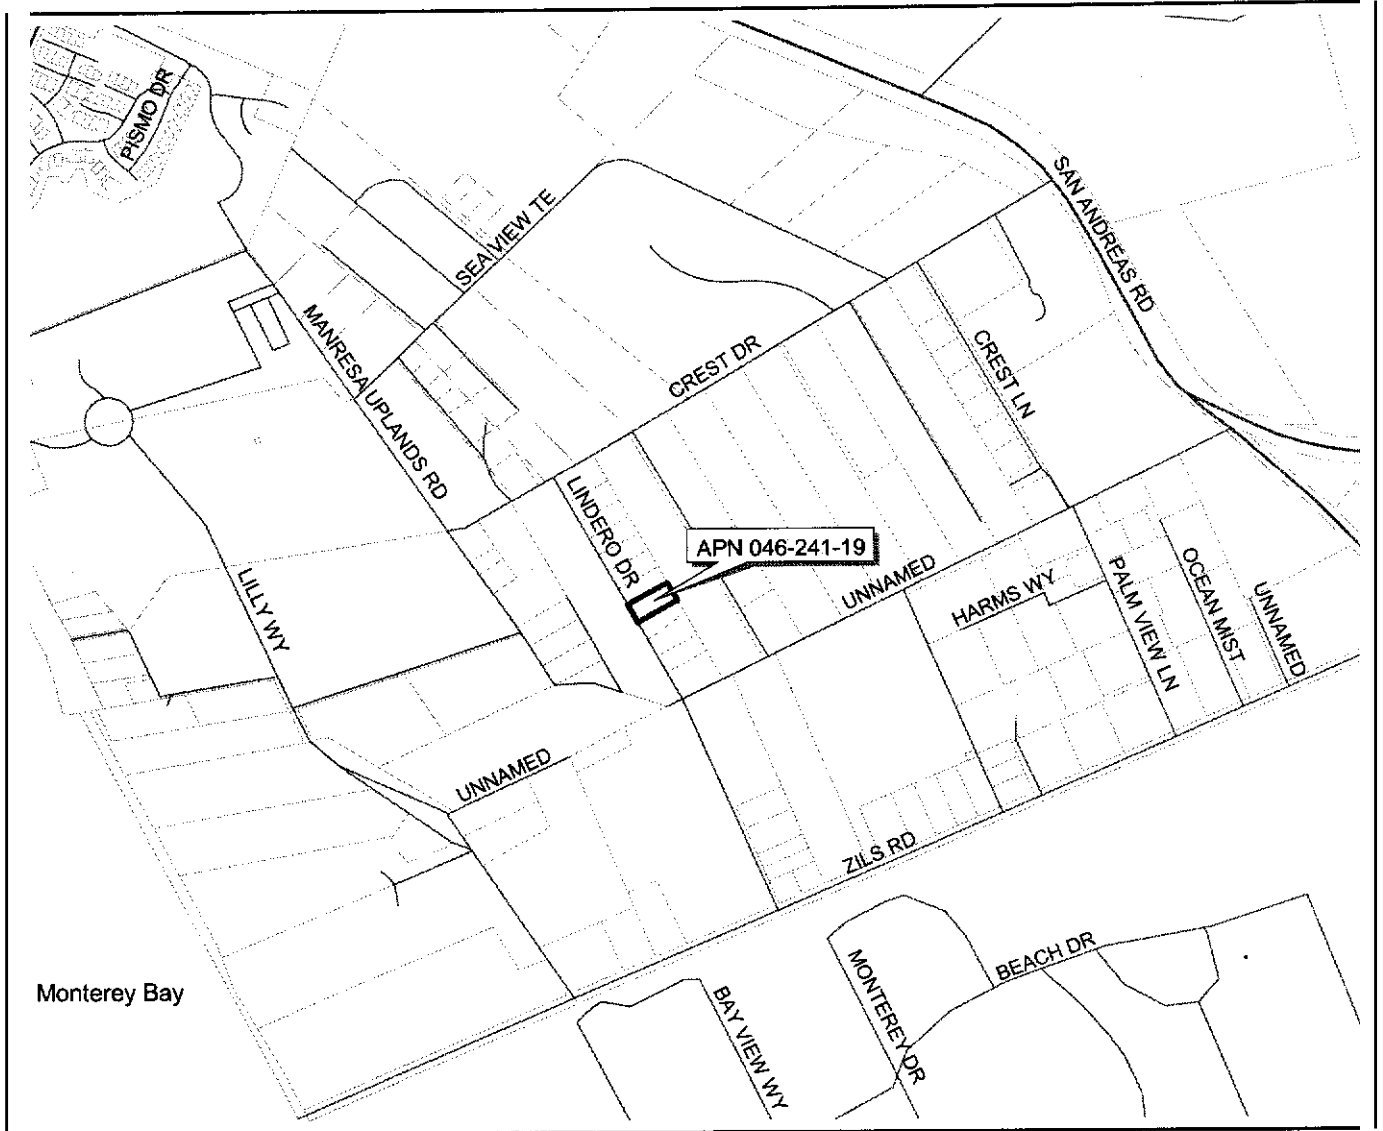 PISMO DR
SEA VIEW TE
SAN ANDREAS RD
MANRESA UPLANDS RD
CREST DR
CREST LN
LINDERO DR
APN 046-241-19
UNNAMED
HARMS WY
PALM VIEW LN
OCEAN MIST
UNNAMED
LILLY WY
UNNAMED
ZILS RD
Monterey Bay
BAY VIEW WY
MONTEREY DR
BEACH DR